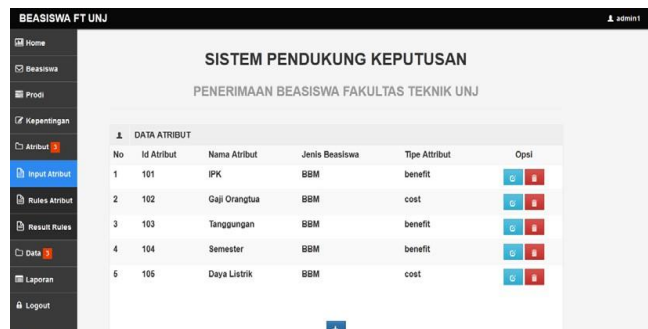 BEASISWA FT UNJ
admin1
Home
Beasiswa
Prodi
Kepentingan
Atribut 3
Input Atribut
Rules Atribut
Result Rules
Data 3
Laporan
Logout
SISTEM PENDUKUNG KEPUTUSAN
PENERIMAAN BEASISWA FAKULTAS TEKNIK UNJ
DATA ATRIBUT
No Id Atribut Nama Atribut Jenis Beasiswa Tipe Attribut Opsi
1 101 IPK BBM benefit
2 102 Gaji Orangtua BBM cost
3 103 Tanggungan BBM benefit
4 104 Semester BBM benefit
5 105 Daya Listrik BBM cost